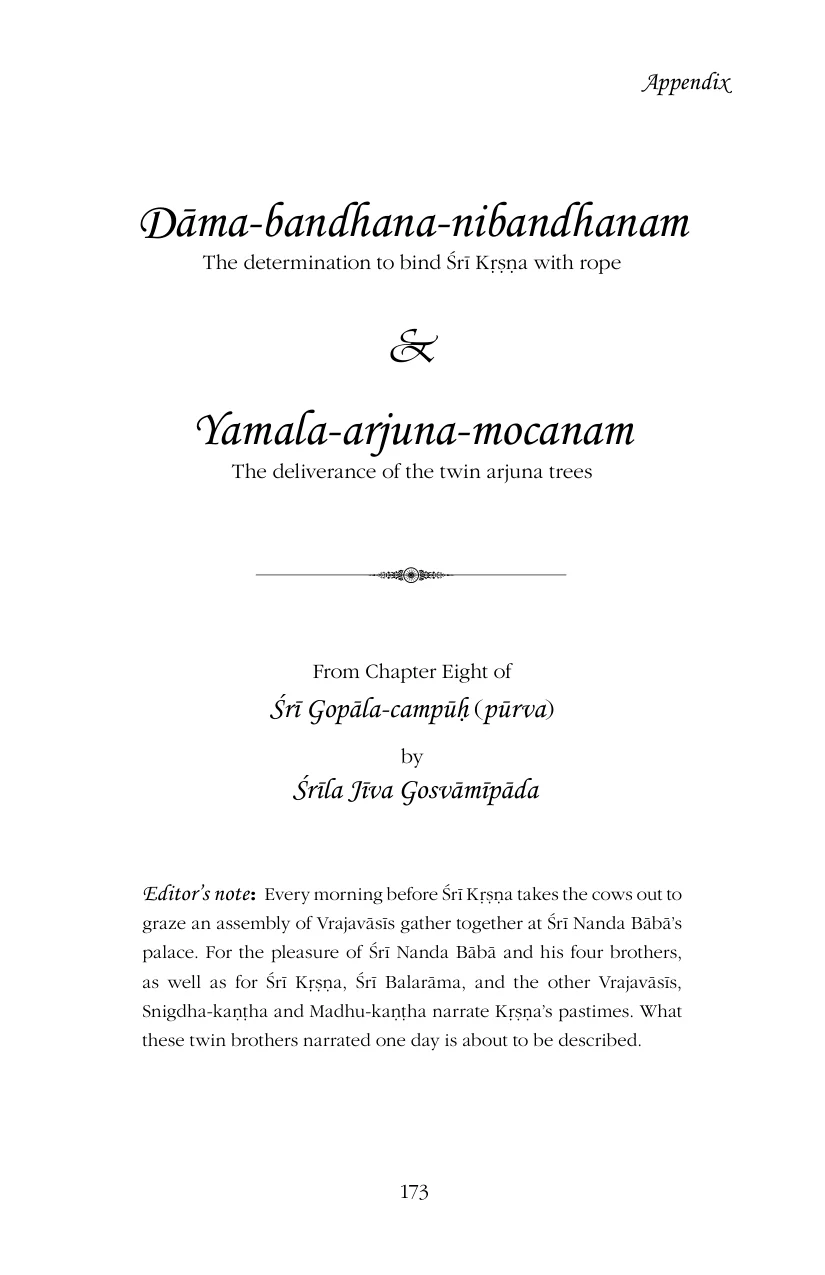 Appendix
Dāma-bandhana-nibandhanam
The determination to bind Śrī Kṛṣṇa with rope
&
Yamala-arjuna-mocanam
The deliverance of the twin arjuna trees
From Chapter Eight of
Śrī Gopāla-campūḥ (pūrva)
by
Śrīla Jīva Gosvāmīpāda
Editor's note: Every morning before Śrī Kṛṣṇa takes the cows out to
graze an assembly of Vrajavāsīs gather together at Śrī Nanda Bābā's
palace. For the pleasure of Śrī Nanda Bābā and his four brothers,
as well as for Śrī Kṛṣṇa, Śrī Balarāma, and the other Vrajavāsīs,
Snigdha-kaṇṭha and Madhu-kaṇṭha narrate Kṛṣṇa's pastimes. What
these twin brothers narrated one day is about to be described.
173